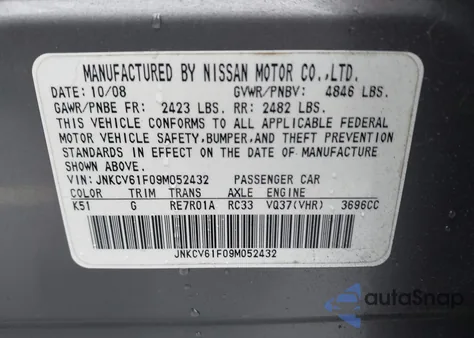 MANUFACTURED BY NISSAN MOTOR CO.,LTD.
DATE: 10/08 GVWR/PNBV: 4846 LBS.
GAWR/PNBE FR: 2423 LBS. RR: 2482 LBS.
THIS VEHICLE CONFORMS TO ALL APPLICABLE FEDERAL
MOTOR VEHICLE SAFETY, BUMPER, AND THEFT PREVENTION
STANDARDS IN EFFECT ON THE DATE OF MANUFACTURE
SHOWN ABOVE.
VIN: JNKCV61F09M052432 PASSENGER CAR
COLOR TRIM TRANS AXLE ENGINE
K51 G RE7R01A RC33 VQ37(VHR) 3696CC
JNKCV61F09M052432
autoSnap